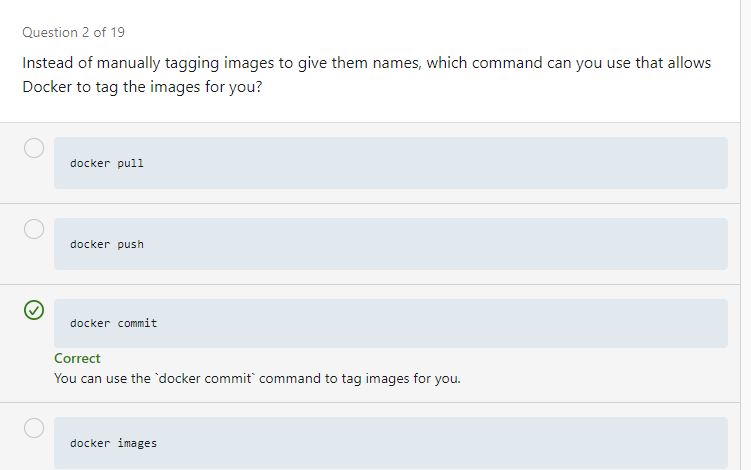 Question 2 of 19
Instead of manually tagging images to give them names, which command can you use that allows
Docker to tag the images for you?
docker pull
docker push
docker commit
Correct
You can use the `docker commit` command to tag images for you.
docker images